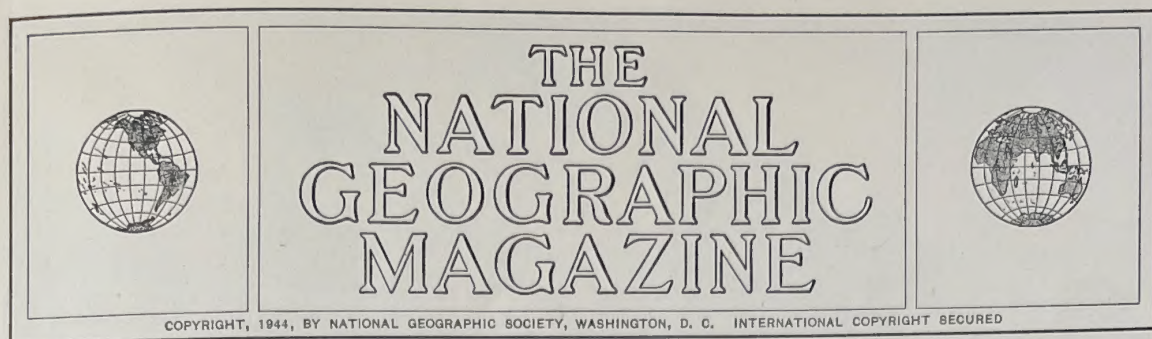 THE
NATIONAL
GEOGRAPHIC
MAGAZINE
COPYRIGHT, 1944, BY NATIONAL GEOGRAPHIC SOCIETY, WASHINGTON, D. C. INTERNATIONAL COPYRIGHT SECURED